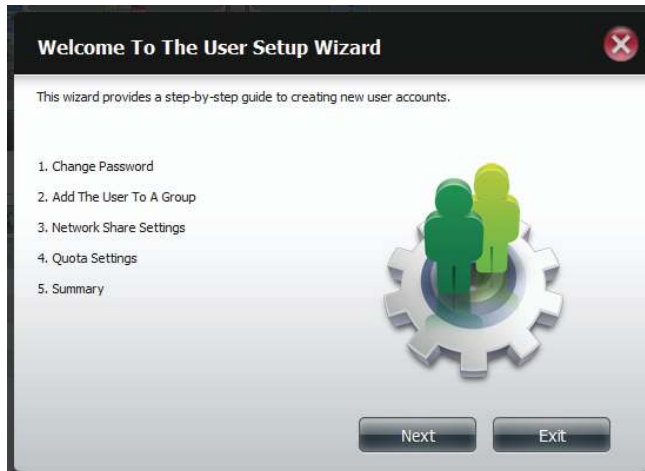 Welcome To The User Setup Wizard
This wizard provides a step-by-step guide to creating new user accounts.
1. Change Password
2. Add The User To A Group
3. Network Share Settings
4. Quota Settings
5. Summary
Next Exit